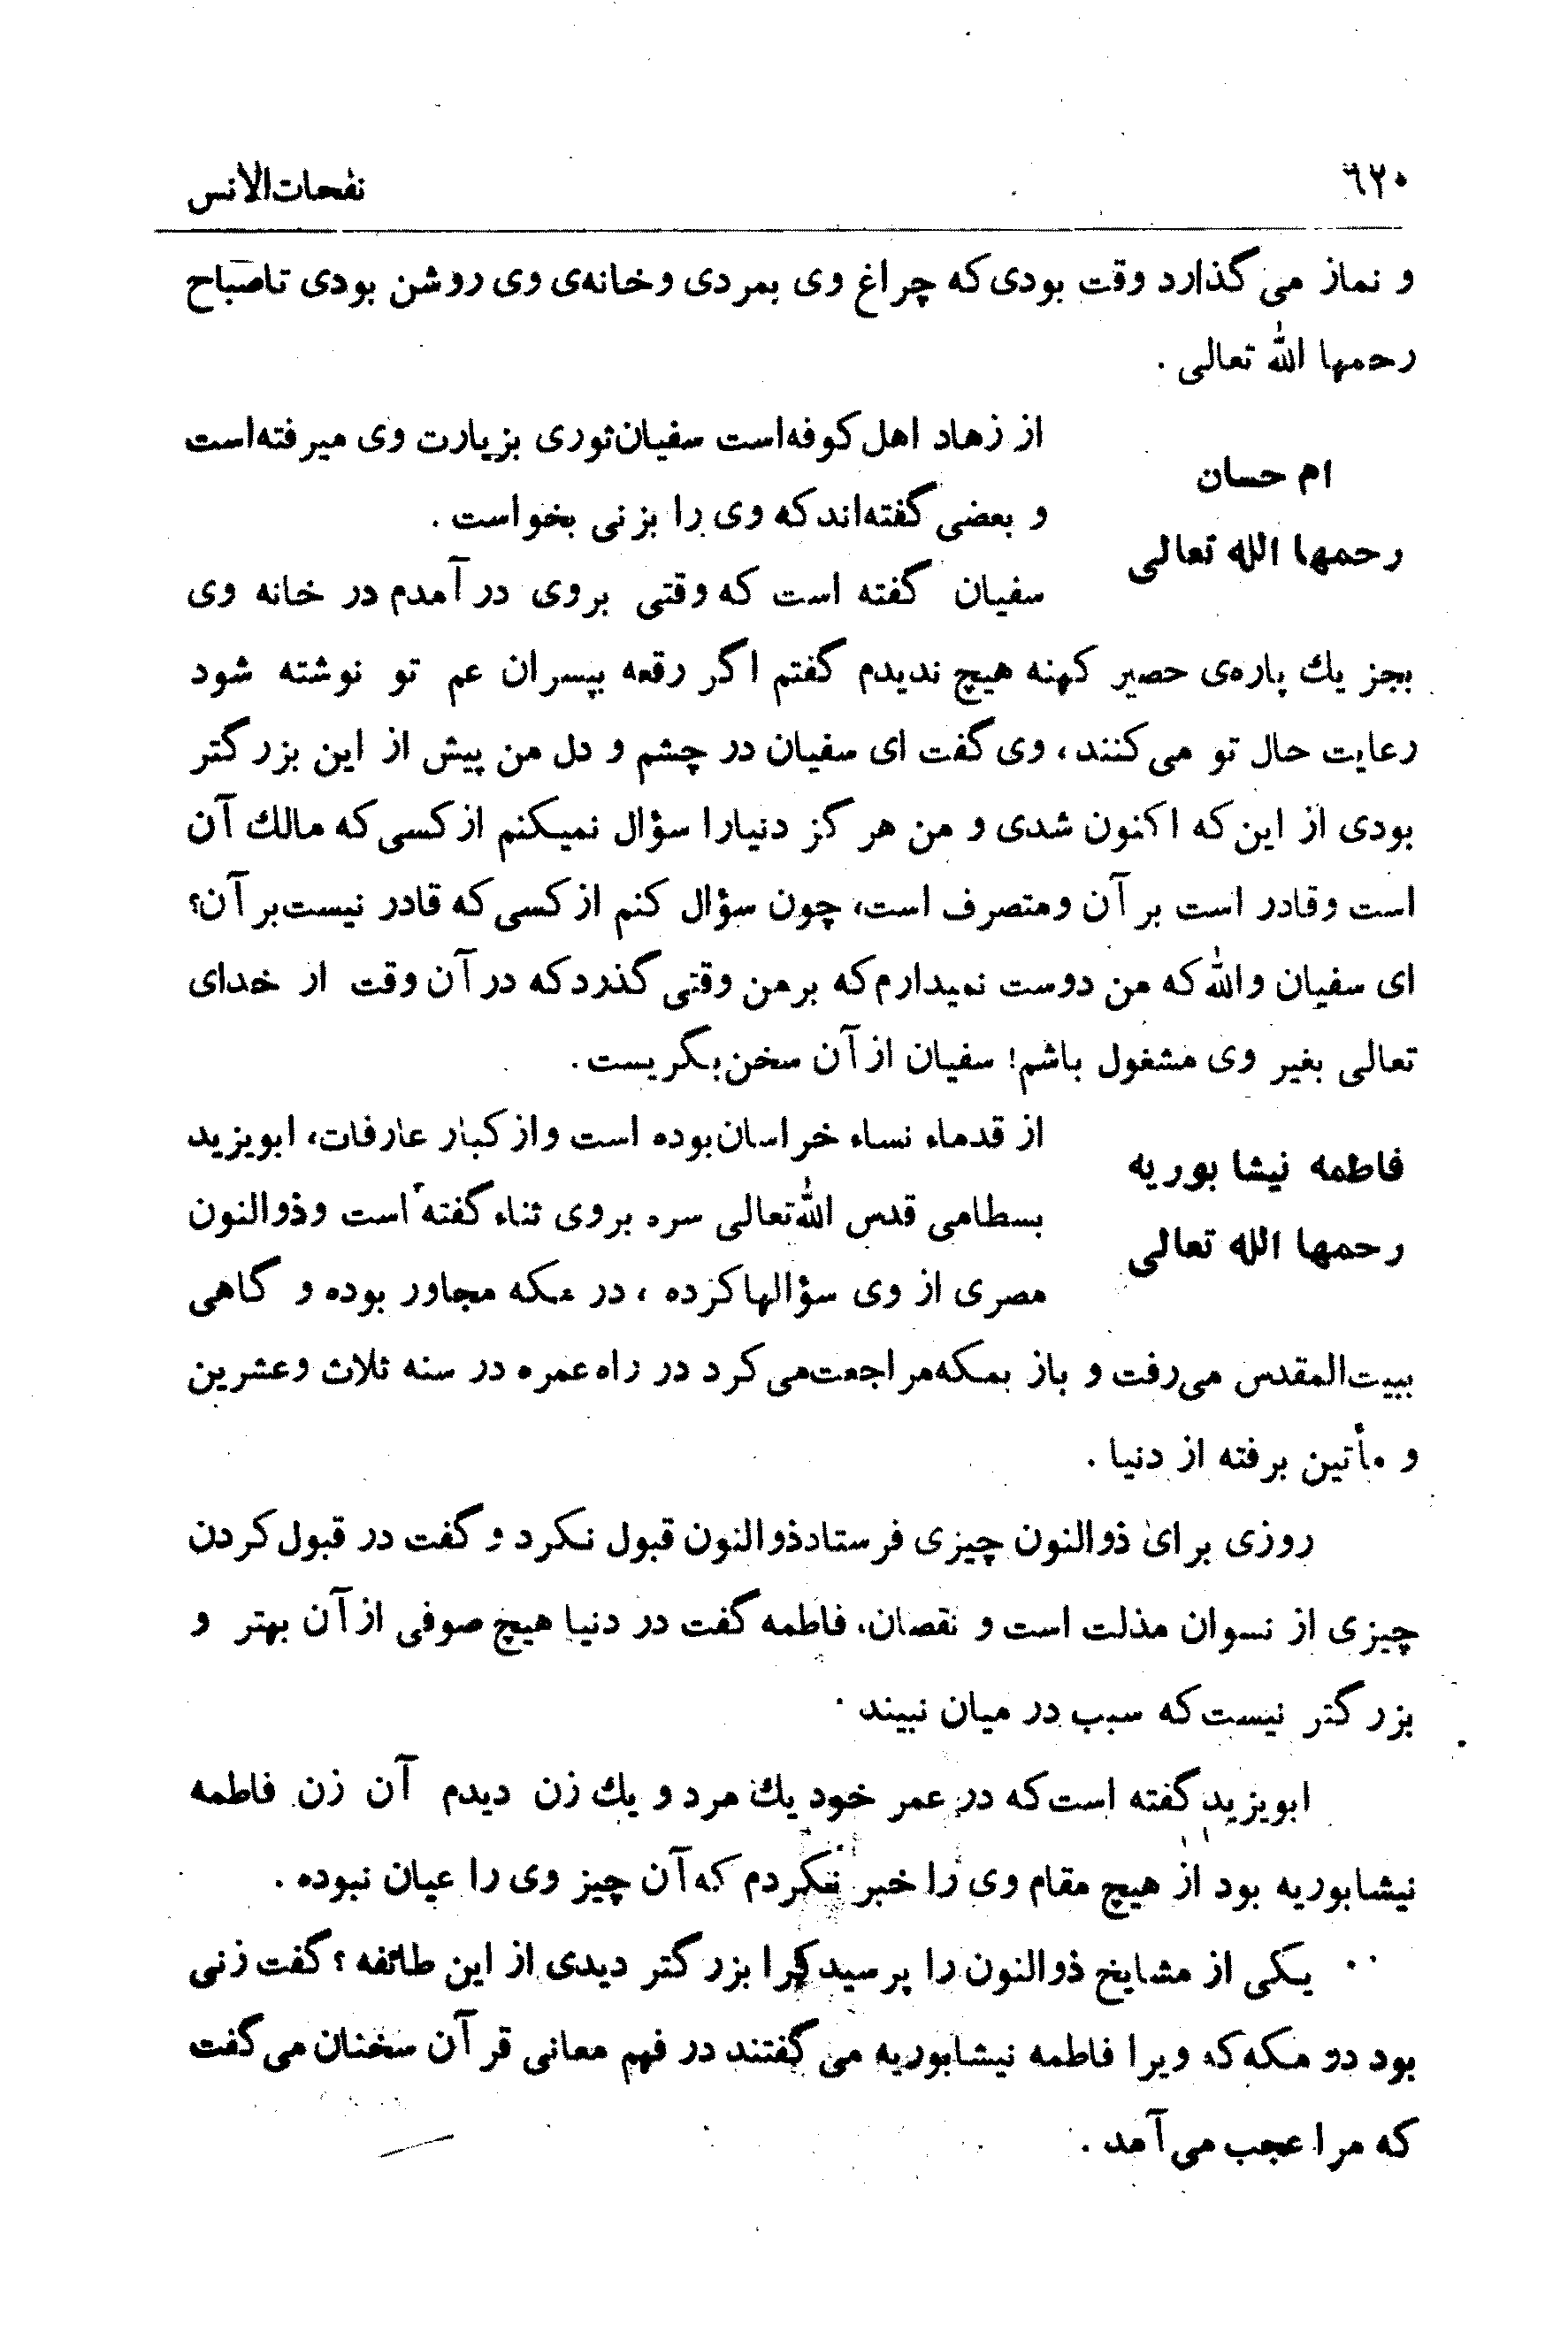 ٦٢٠ نفحات‌الانس
و نماز می‌گذارد وقت بودی که چراغ وی بمردی و خانه‌ی وی روشن بودی تا صباح
رحمها الله تعالی .
ام حسان
رحمها الله تعالی
از زهاد اهل کوفه‌است سفیان‌ثوری بزیارت وی میرفته‌است
و بعضی گفته‌اند که وی را بزنی بخواست .
سفیان گفته است که وقتی بروی درآمدم در خانه وی
بجز یك پاره‌ی حصیر کهنه هیچ ندیدم گفتم اگر رقعه بپسران عم تو نوشته شود
رعایت حال تو می‌کنند، وی گفت ای سفیان در چشم و دل من پیش از این بزرگتر
بودی از این که اکنون شدی و من هرگز دنیارا سؤال نمیکنم از کسی که مالك آن
است و قادر است بر آن و متصرف است، چون سؤال کنم از کسی که قادر نیست بر آن؟
ای سفیان والله که من دوست نمیدارم که برمن وقتی گذرد که در آن وقت از خدای
تعالی بغیر وی مشغول باشم! سفیان از آن سخن بگریست .
فاطمه نیشابوریه
رحمها الله تعالی
از قدماء نساء خراسان بوده است و از کبار عارفات، ابویزید
بسطامی قدس الله‌تعالی سره بروی ثناء گفته است و ذوالنون
مصری از وی سؤالها کرده ، در مکه مجاور بوده و گاهی
ببیت‌المقدس می‌رفت و باز بمکه مراجعت‌می‌کرد در راه عمره در سنه ثلاث و عشرین
و مأتین برفته از دنیا .
روزی برای ذوالنون چیزی فرستاد ذوالنون قبول نکرد و گفت در قبول کردن
چیزی از نسوان مذلت است و نقصان، فاطمه گفت در دنیا هیچ صوفی از آن بهتر و
بزرگتر نیست که سبب در میان نبیند .
ابویزید گفته است که در عمر خود یك مرد و یك زن دیدم آن زن فاطمه
نیشابوریه بود از هیچ مقام وی را خبر نکردم که آن چیز وی را عیان نبوده .
یکی از مشایخ ذوالنون را پرسید کرا بزرگتر دیدی از این طائفه ؟ گفت زنی
بود در مکه که ویرا فاطمه نیشابوریه می‌گفتند در فهم معانی قرآن سخنان می‌گفت
که مرا عجب می‌آمد .